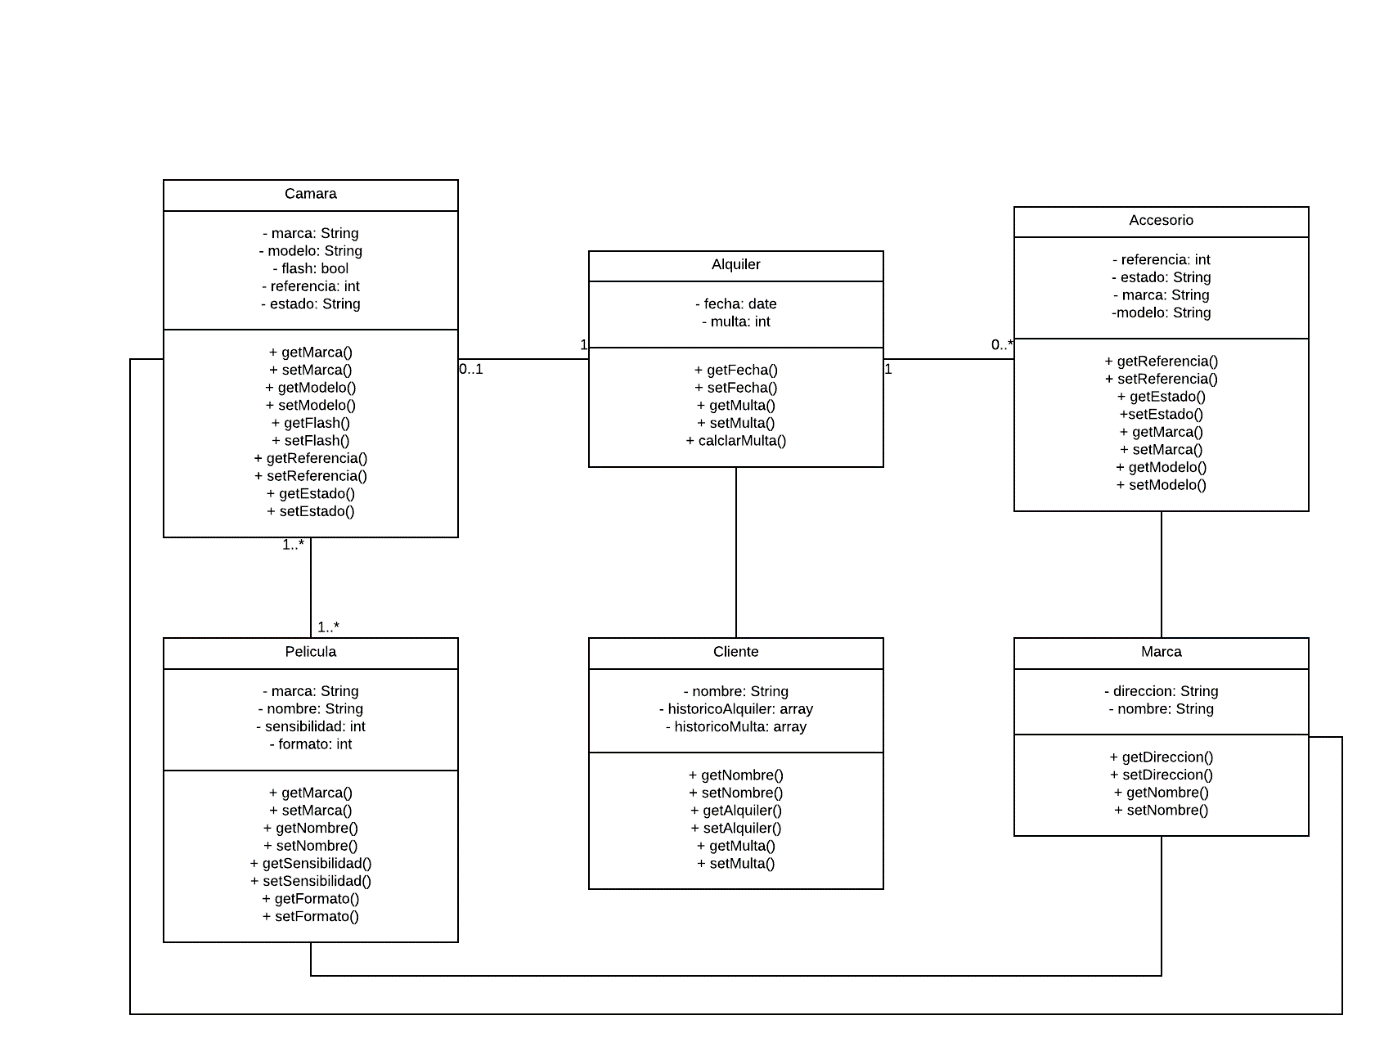 Camara
- marca: String
- modelo: String
- flash: bool
- referencia: int
- estado: String
+ getMarca()
+ setMarca()
+ getModelo()
+ setModelo()
+ getFlash()
+ setFlash()
+ getReferencia()
+ setReferencia()
+ getEstado()
+ setEstado()
0..1
1
1..*
1..*
Alquiler
- fecha: date
- multa: int
+ getFecha()
+ setFecha()
+ getMulta()
+ setMulta()
+ calclarMulta()
1
0..*
Accesorio
- referencia: int
- estado: String
- marca: String
-modelo: String
+ getReferencia()
+ setReferencia()
+ getEstado()
+setEstado()
+ getMarca()
+ setMarca()
+ getModelo()
+ setModelo()
Pelicula
- marca: String
- nombre: String
- sensibilidad: int
- formato: int
+ getMarca()
+ setMarca()
+ getNombre()
+ setNombre()
+ getSensibilidad()
+ setSensibilidad()
+ getFormato()
+ setFormato()
Cliente
- nombre: String
- historicoAlquiler: array
- historicoMulta: array
+ getNombre()
+ setNombre()
+ getAlquiler()
+ setAlquiler()
+ getMulta()
+ setMulta()
Marca
- direccion: String
- nombre: String
+ getDireccion()
+ setDireccion()
+ getNombre()
+ setNombre()